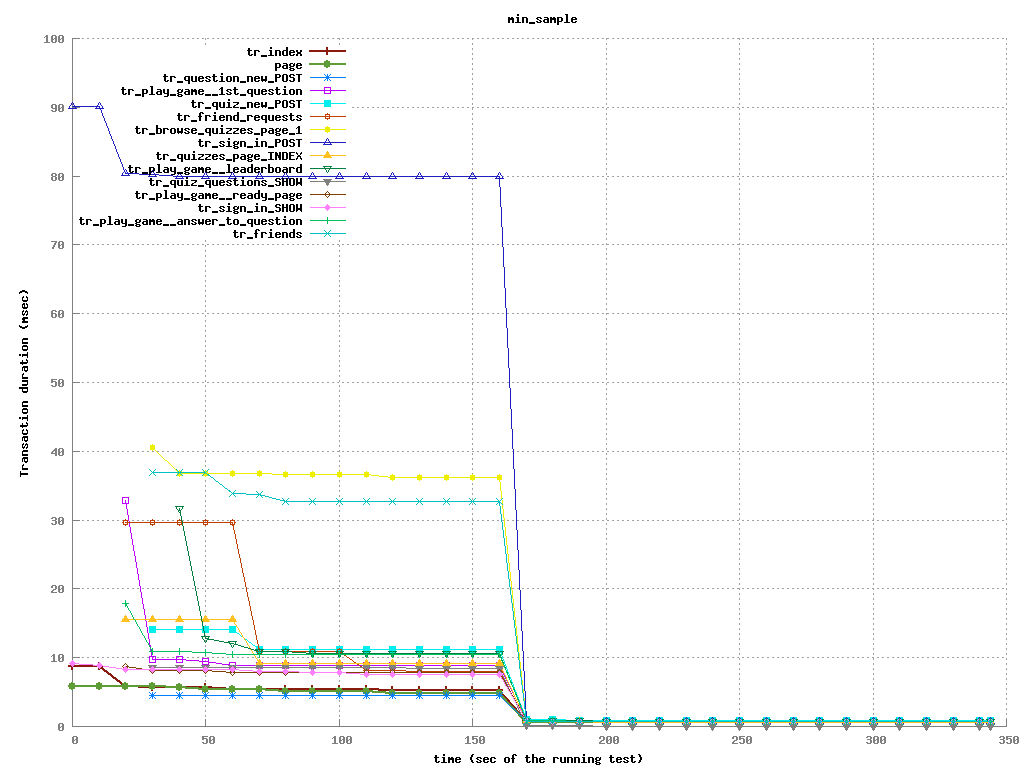 min_sample
100
90
80
70
60
50
40
30
20
10
0
0 50 100 150 200 250 300 350
Transaction duration (msec)
time (sec of the running test)
tr_index
page
tr_question_new_POST
tr_play_game__1st_question
tr_quiz_new_POST
tr_friend_requests
tr_browse_quizzes_page_1
tr_sign_in_POST
tr_quizzes_page_INDEX
tr_play_game__leaderboard
tr_quiz_questions_SHOW
tr_play_game__ready_page
tr_sign_in_SHOW
tr_play_game__answer_to_question
tr_friends